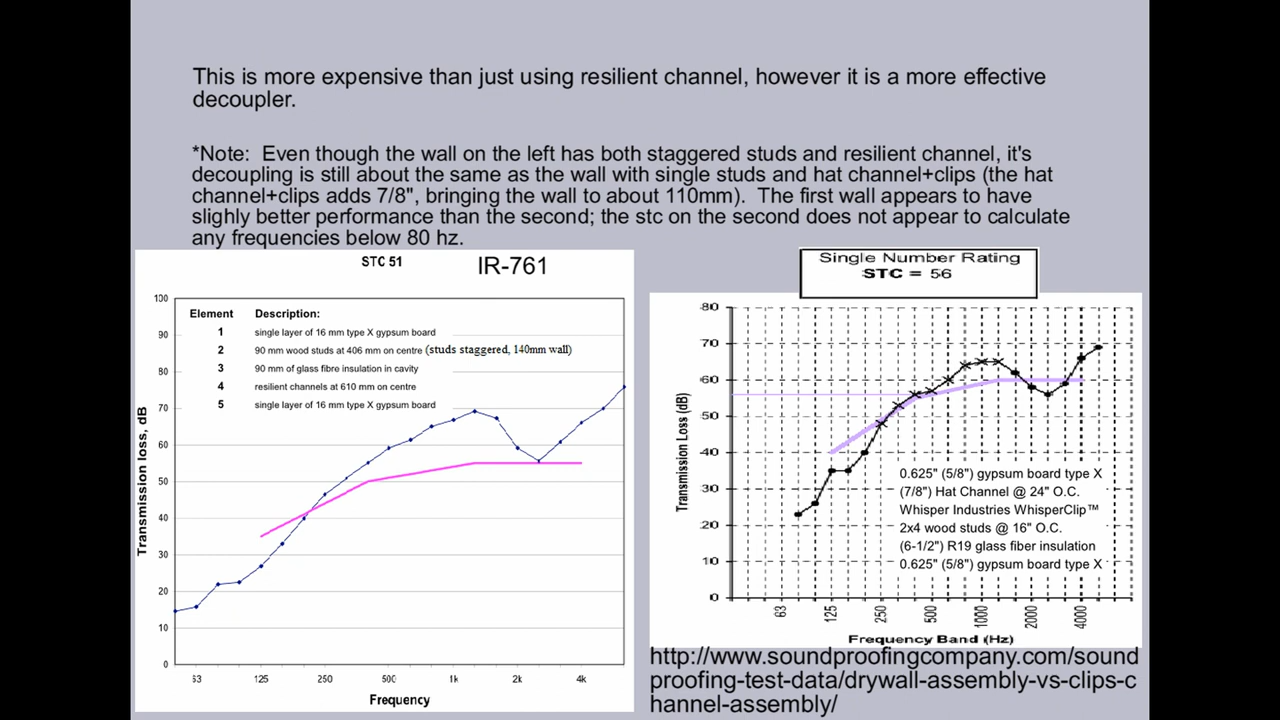 This is more expensive than just using resilient channel, however it is a more effective
decoupler.
*Note:  Even though the wall on the left has both staggered studs and resilient channel, it's
decoupling is still about the same as the wall with single studs and hat channel+clips (the hat
channel+clips adds 7/8", bringing the wall to about 110mm).  The first wall appears to have
slighly better performance than the second; the stc on the second does not appear to calculate
any frequencies below 80 hz.
STC 51 IR-761
Element Description:
1 single layer of 16 mm type X gypsum board
2 90 mm wood studs at 406 mm on centre (studs staggered, 140mm wall)
3 90 mm of glass fibre insulation in cavity
4 resilient channels at 610 mm on centre
5 single layer of 16 mm type X gypsum board
Transmission loss, dB
100
90
80
70
60
50
40
30
20
10
0
63 125 250 500 1k 2k 4k
Frequency
Single Number Rating
STC = 56
Transmission Loss (dB)
80
70
60
50
40
30
20
10
0
0.625" (5/8") gypsum board type X
(7/8") Hat Channel @ 24" O.C.
Whisper Industries WhisperClip™
2x4 wood studs @ 16" O.C.
(6-1/2") R19 glass fiber insulation
0.625" (5/8") gypsum board type X
63 125 250 500 1000 2000 4000
Frequency Band (Hz)
http://www.soundproofingcompany.com/sound
proofing-test-data/drywall-assembly-vs-clips-c
hannel-assembly/